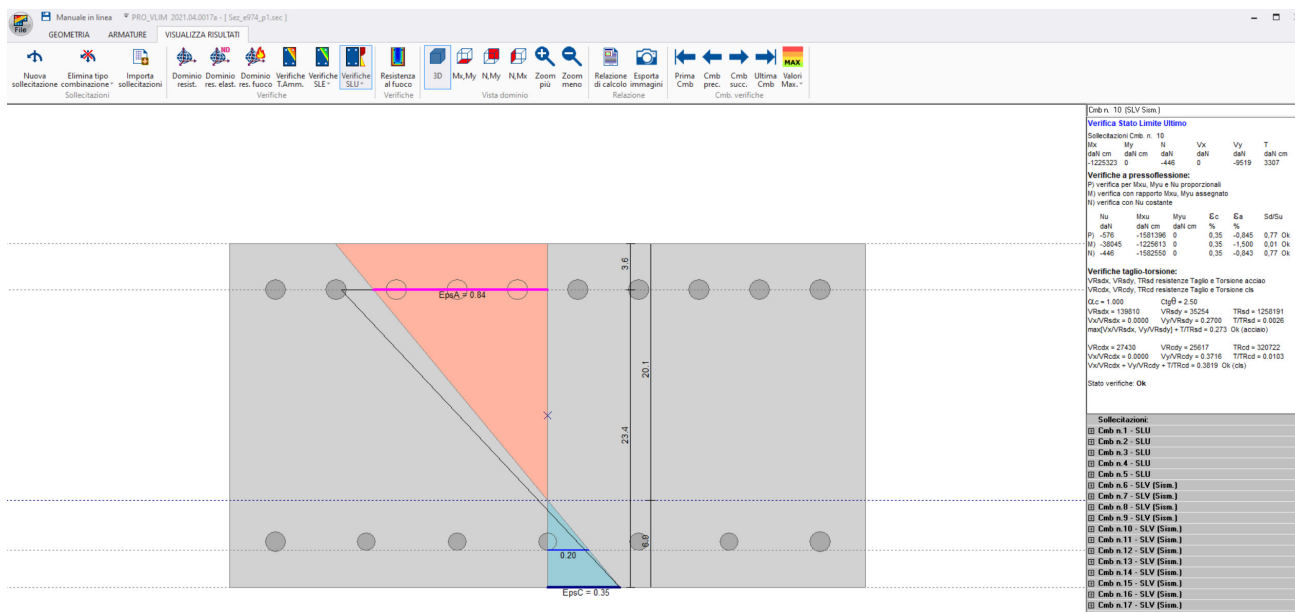 Manuale in linea PRO_VLIM 2021.04.0017a - [ Sez_e974_p1.sec ]
File
GEOMETRIA ARMATURE VISUALIZZA RISULTATI
Nuova sollecitazione
Elimina tipo combinazione
Importa sollecitazioni
Sollecitazioni
Dominio resist.
ND
Dominio res. elast.
Dominio res. fuoco
Verifiche T.Amm.
Verifiche SLE
Verifiche SLU
Verifiche
Resistenza al fuoco
Verifiche
3D
Mx,My
N,My
N,Mx
Zoom più
Zoom meno
Vista dominio
Relazione di calcolo
Esporta immagini
Relazione
Prima Cmb
Cmb prec.
Cmb succ.
Ultima Cmb
MAX
Valori Max.
Cmb. verifiche
3.6
EpsA = 0.84
20.1
23.4
6.9
0.20
EpsC = 0.35
Cmb n. 10 (SLV Sism.)
Verifica Stato Limite Ultimo
Sollecitazioni Cmb. n. 10
Mx My N Vx Vy T
daN cm daN cm daN daN daN daN cm
-1225323 0 -446 0 -9519 3307
Verifiche a pressoflessione:
P) verifica per Mxu, Myu e Nu proporzionali
M) verifica con rapporto Mxu, Myu assegnato
N) verifica con Nu costante
Nu Mxu Myu εc εa Sd/Su
daN daN cm daN cm % %
P) -576 -1581396 0 0,35 -0,845 0,77 Ok
M) -38045 -1225613 0 0,35 -1,500 0,01 Ok
N) -446 -1582550 0 0,35 -0,843 0,77 Ok
Verifiche taglio-torsione:
VRsdx, VRsdy, TRsd resistenze Taglio e Torsione acciaio
VRcdx, VRcdy, TRcd resistenze Taglio e Torsione cls
αc = 1.000 Ctgθ = 2.50
VRsdx = 139810 VRsdy = 35254 TRsd = 1258191
Vx/VRsdx = 0.0000 Vy/VRsdy = 0.2700 T/TRsd = 0.0026
max[Vx/VRsdx, Vy/VRsdy] + T/TRsd = 0.273 Ok (acciaio)
VRcdx = 27430 VRcdy = 25617 TRcd = 320722
Vx/VRcdx = 0.0000 Vy/VRcdy = 0.3716 T/TRcd = 0.0103
Vx/VRcdx + Vy/VRcdy + T/TRcd = 0.3819 Ok (cls)
Stato verifiche: Ok
Sollecitazioni:
Cmb n.1 - SLU
Cmb n.2 - SLU
Cmb n.3 - SLU
Cmb n.4 - SLU
Cmb n.5 - SLU
Cmb n.6 - SLV (Sism.)
Cmb n.7 - SLV (Sism.)
Cmb n.8 - SLV (Sism.)
Cmb n.9 - SLV (Sism.)
Cmb n.10 - SLV (Sism.)
Cmb n.11 - SLV (Sism.)
Cmb n.12 - SLV (Sism.)
Cmb n.13 - SLV (Sism.)
Cmb n.14 - SLV (Sism.)
Cmb n.15 - SLV (Sism.)
Cmb n.16 - SLV (Sism.)
Cmb n.17 - SLV (Sism.)